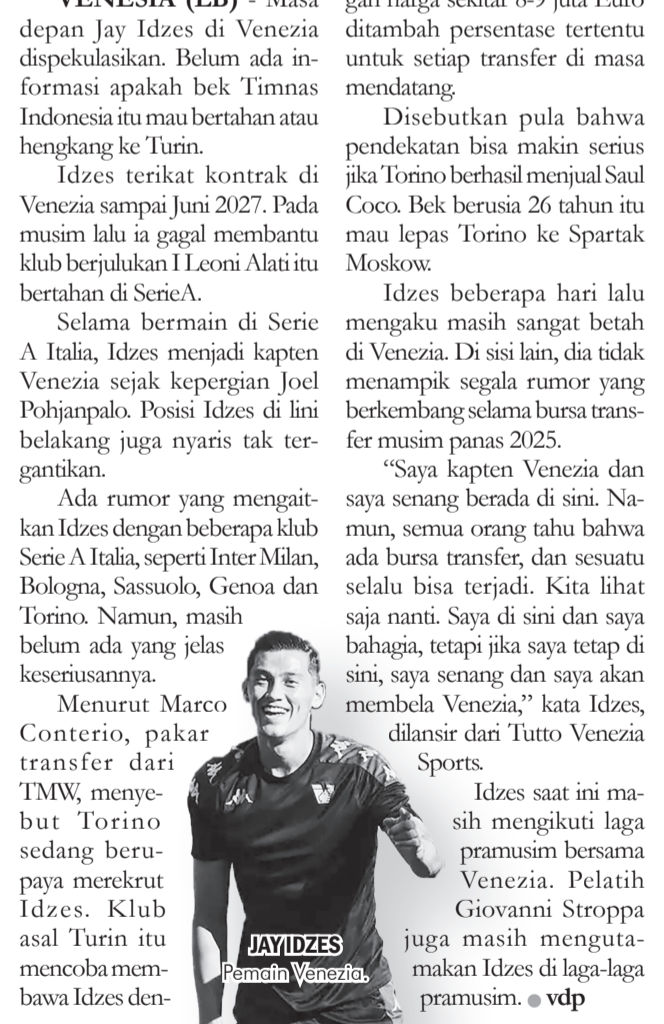 VENESIA (LB) - Masa
depan Jay Idzes di Venezia
dispekulasikan. Belum ada in-
formasi apakah bek Timnas
Indonesia itu mau bertahan atau
hengkang ke Turin.
Idzes terikat kontrak di
Venezia sampai Juni 2027. Pada
musim lalu ia gagal membantu
klub berjulukan I Leoni Alati itu
bertahan di SerieA.
Selama bermain di Serie
A Italia, Idzes menjadi kapten
Venezia sejak kepergian Joel
Pohjanpalo. Posisi Idzes di lini
belakang juga nyaris tak ter-
gantikan.
Ada rumor yang mengait-
kan Idzes dengan beberapa klub
Serie A Italia, seperti Inter Milan,
Bologna, Sassuolo, Genoa dan
Torino. Namun, masih
belum ada yang jelas
keseriusannya.
Menurut Marco
Conterio, pakar
transfer dari
TMW, menye-
but Torino
sedang beru-
paya merekrut
Idzes. Klub
asal Turin itu
mencoba mem-
bawa Idzes den-
gan harga sekitar 8-9 juta Euro
ditambah persentase tertentu
untuk setiap transfer di masa
mendatang.
Disebutkan pula bahwa
pendekatan bisa makin serius
jika Torino berhasil menjual Saul
Coco. Bek berusia 26 tahun itu
mau lepas Torino ke Spartak
Moskow.
Idzes beberapa hari lalu
mengaku masih sangat betah
di Venezia. Di sisi lain, dia tidak
menampik segala rumor yang
berkembang selama bursa trans-
fer musim panas 2025.
“Saya kapten Venezia dan
saya senang berada di sini. Na-
mun, semua orang tahu bahwa
ada bursa transfer, dan sesuatu
selalu bisa terjadi. Kita lihat
saja nanti. Saya di sini dan saya
bahagia, tetapi jika saya tetap di
sini, saya senang dan saya akan
membela Venezia,” kata Idzes,
dilansir dari Tutto Venezia
Sports.
Idzes saat ini ma-
sih mengikuti laga
pramusim bersama
Venezia. Pelatih
Giovanni Stroppa
juga masih menguta-
makan Idzes di laga-laga
pramusim. ● vdp
JAY IDZES
Pemain Venezia.